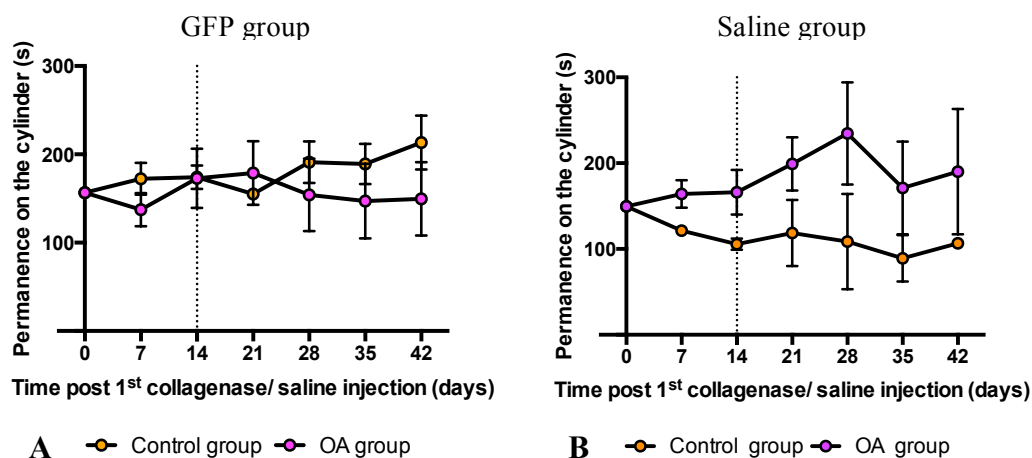 GFP group
Permanence on the cylinder (s)
300
200
100
0 7 14 21 28 35 42
Time post 1st collagenase/ saline injection (days)
A Control group OA group
Saline group
Permanence on the cylinder (s)
300
200
100
0 7 14 21 28 35 42
Time post 1st collagenase/ saline injection (days)
B Control group OA group